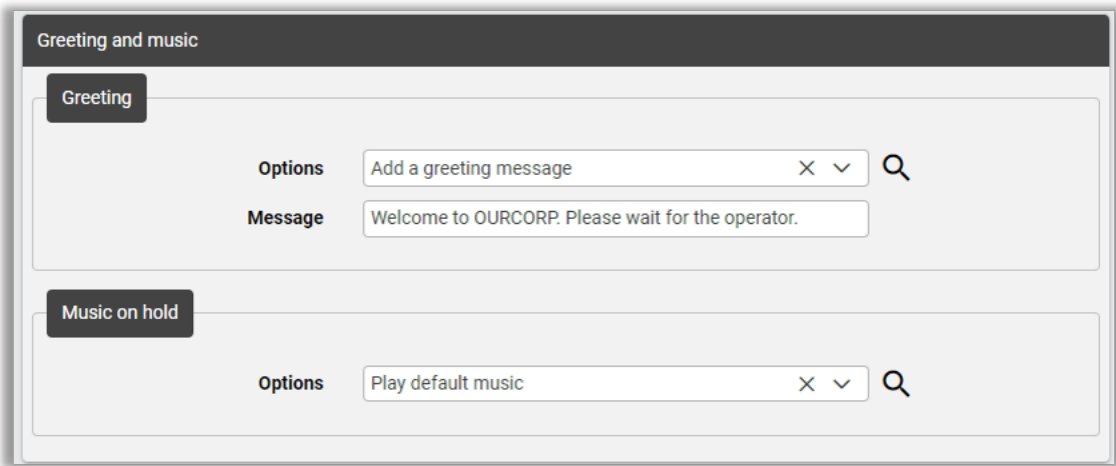 Greeting and music
Greeting
Options Add a greeting message
Message Welcome to OURCORP. Please wait for the operator.
Music on hold
Options Play default music